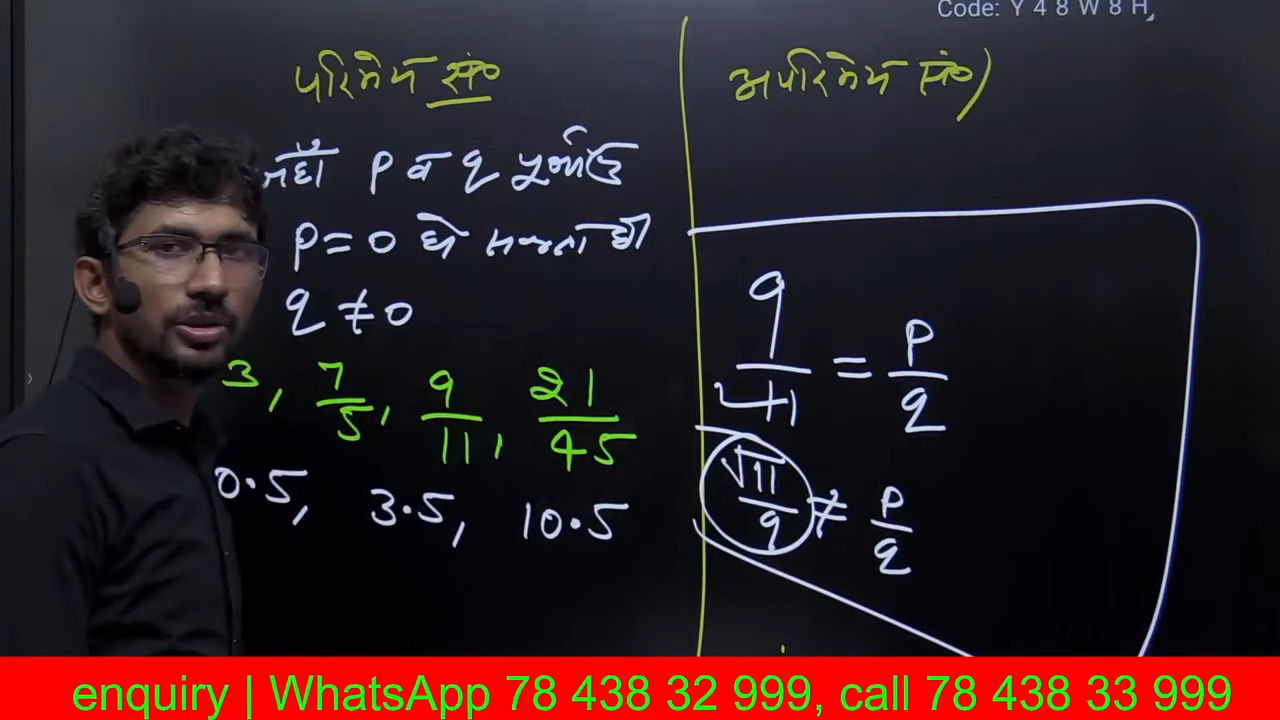 Code: Y 4 8 W 8 H
परिमेय सं०
जहाँ P व q पूर्णांक
P = 0 हो सकता है
q ≠ 0
3, 7/5, 9/11, 21/45
0.5, 3.5, 10.5
अपरिमेय सं०)
9/41 = P/q
√11/9 ≠ P/q
enquiry | WhatsApp 78 438 32 999, call 78 438 33 999